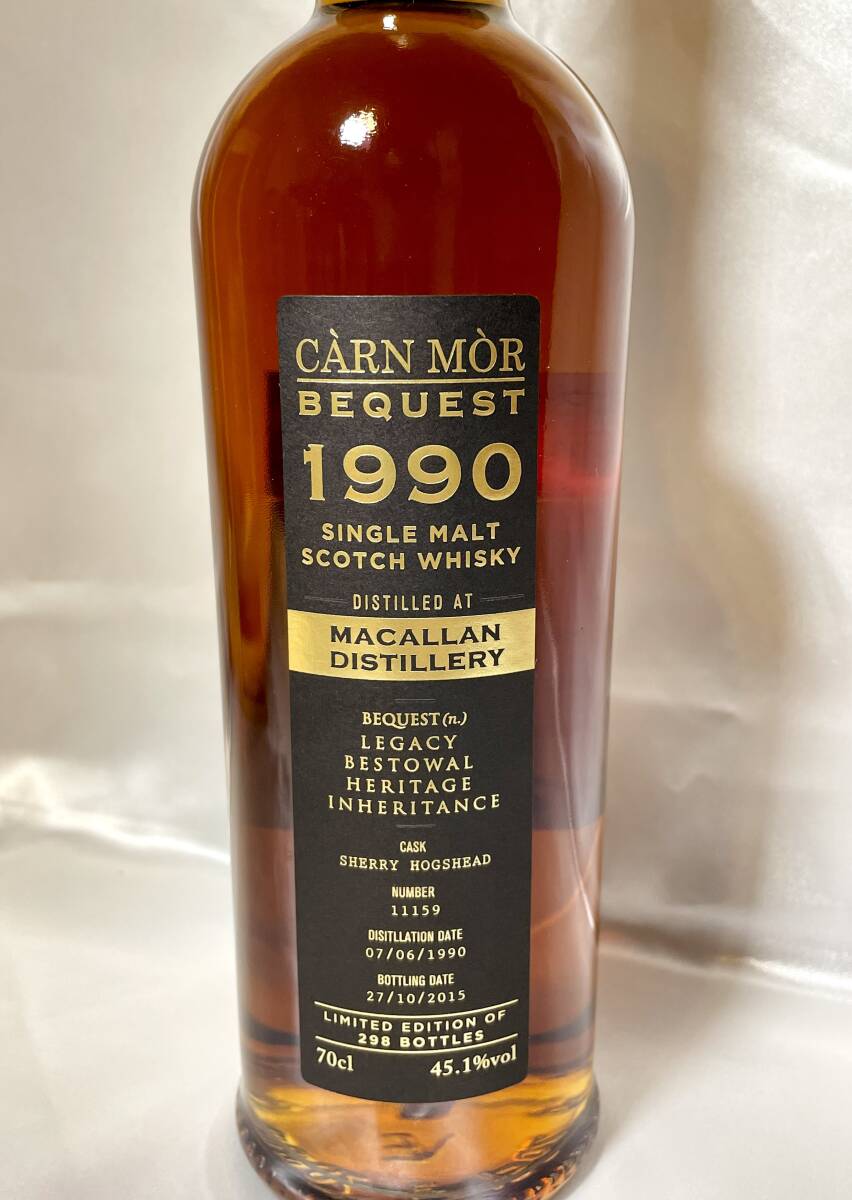 CÀRN MÒR
BEQUEST
1990
SINGLE MALT
SCOTCH WHISKY
DISTILLED AT
MACALLAN
DISTILLERY
BEQUEST (n.)
LEGACY
BESTOWAL
HERITAGE
INHERITANCE
CASK
SHERRY HOGSHEAD
NUMBER
11159
DISITLLATION DATE
07/06/1990
BOTTLING DATE
27/10/2015
LIMITED EDITION OF
298 BOTTLES
70cl 45.1%vol